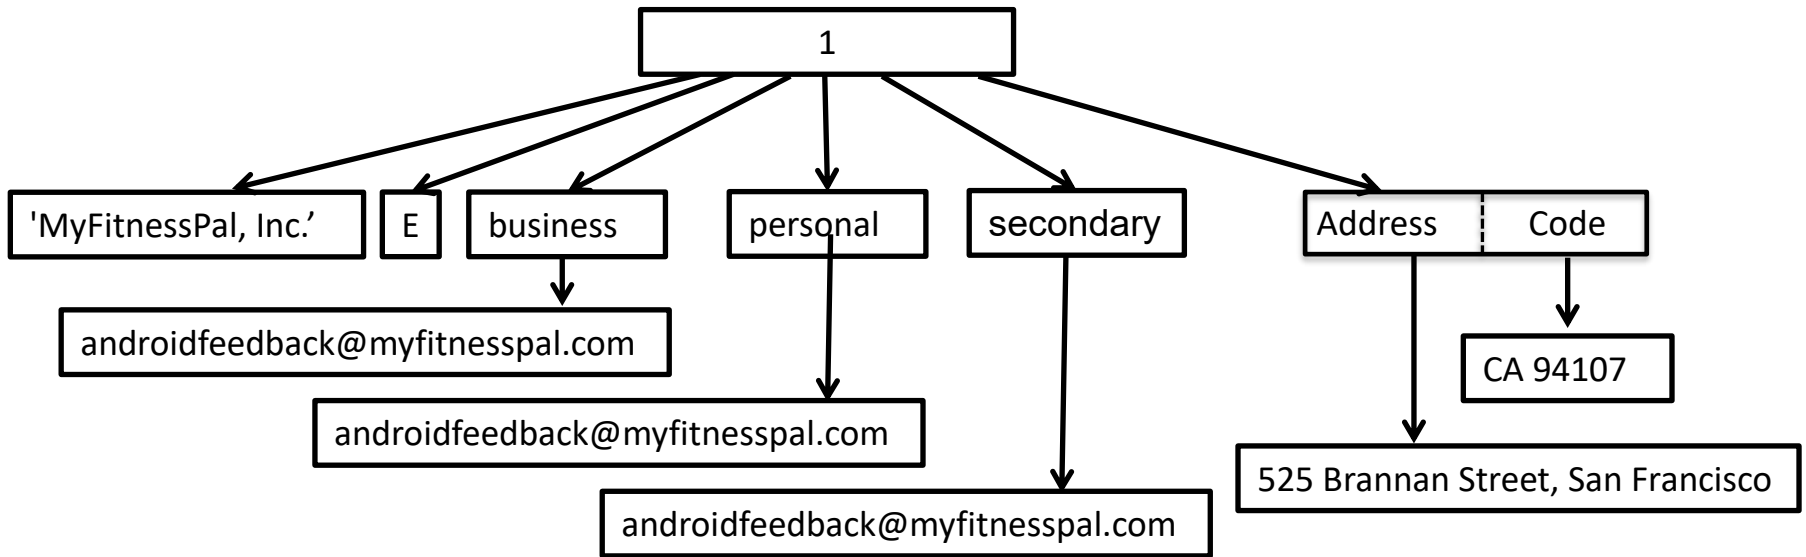 1
'MyFitnessPal, Inc.’
E
business
personal
secondary
Address
Code
androidfeedback@myfitnesspal.com
CA 94107
androidfeedback@myfitnesspal.com
525 Brannan Street, San Francisco
androidfeedback@myfitnesspal.com